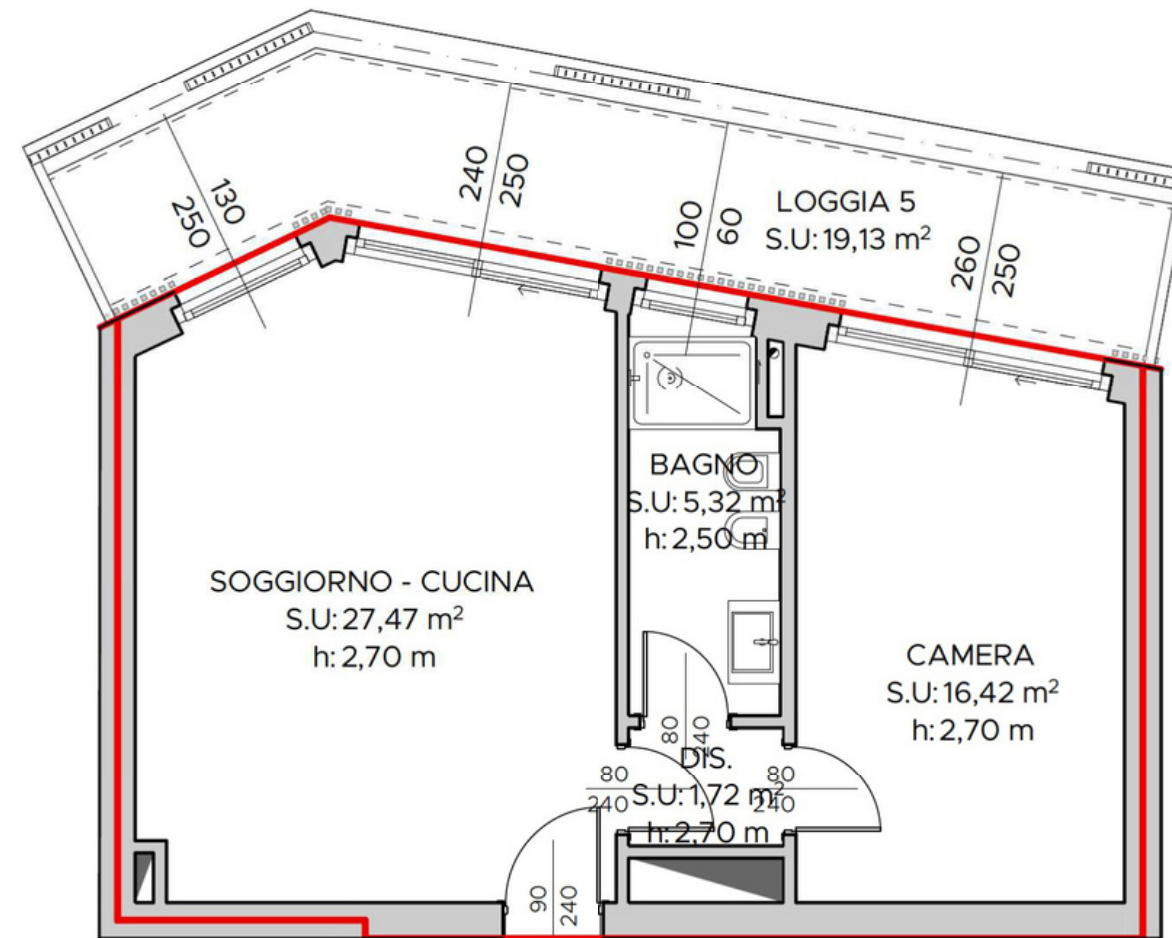 130
250
240
250
100
60
LOGGIA 5
S.U: 19,13 m²
260
250
BAGNO
S.U: 5,32 m²
h: 2,50 m
SOGGIORNO - CUCINA
S.U: 27,47 m²
h: 2,70 m
CAMERA
S.U: 16,42 m²
h: 2,70 m
80
240
DIS.
S.U: 1,72 m²
h: 2,70 m
80
240
80
240
90
240